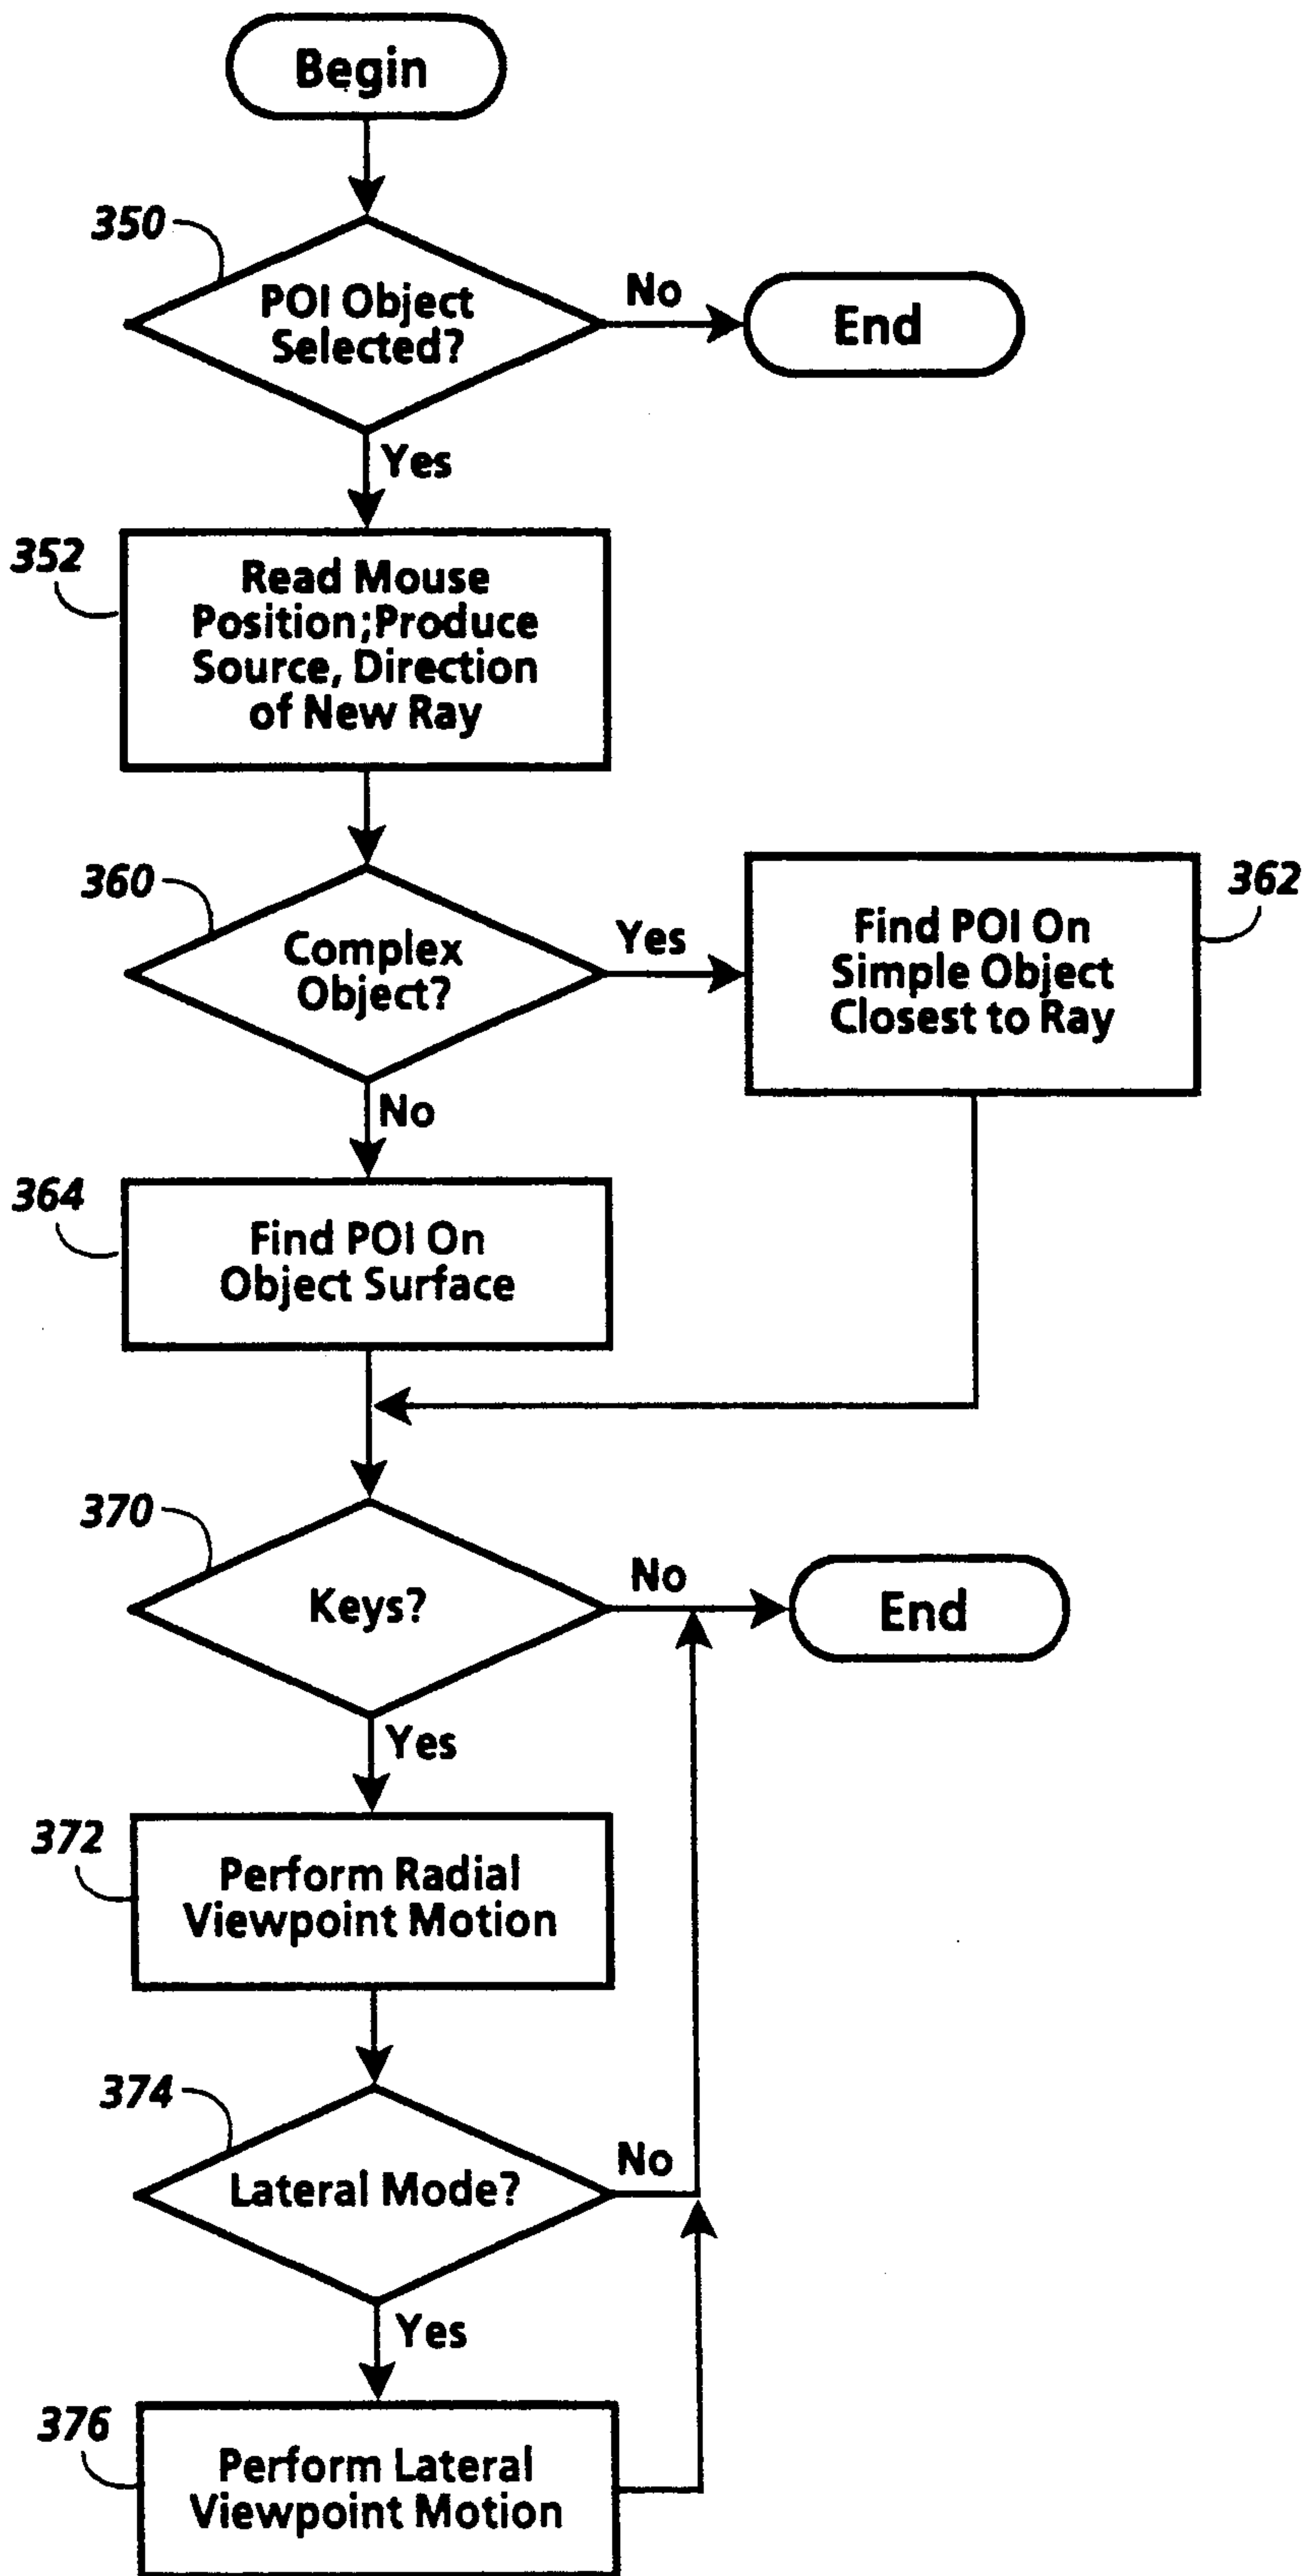 Begin
350
POI Object
Selected?
No
End
Yes
352
Read Mouse
Position;Produce
Source, Direction
of New Ray
360
Complex
Object?
Yes
362
Find POI On
Simple Object
Closest to Ray
No
364
Find POI On
Object Surface
370
Keys?
No
End
Yes
372
Perform Radial
Viewpoint Motion
374
Lateral Mode?
No
Yes
376
Perform Lateral
Viewpoint Motion